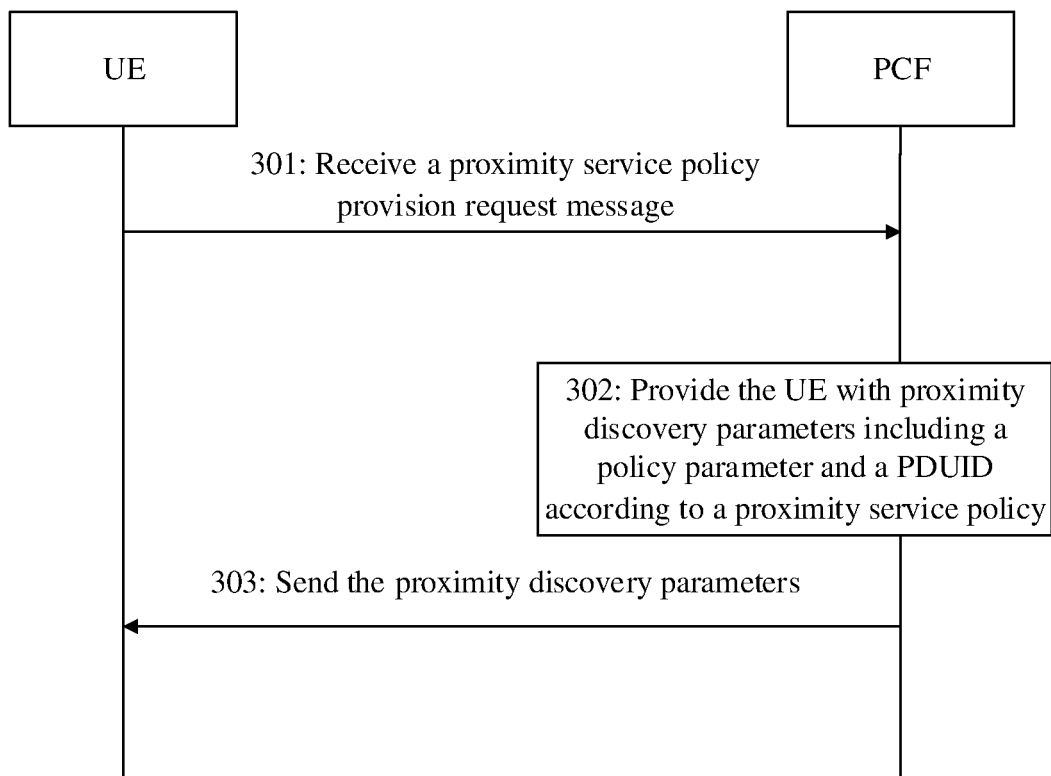 UE
PCF
301: Receive a proximity service policy
provision request message
302: Provide the UE with proximity
discovery parameters including a
policy parameter and a PDUID
according to a proximity service policy
303: Send the proximity discovery parameters